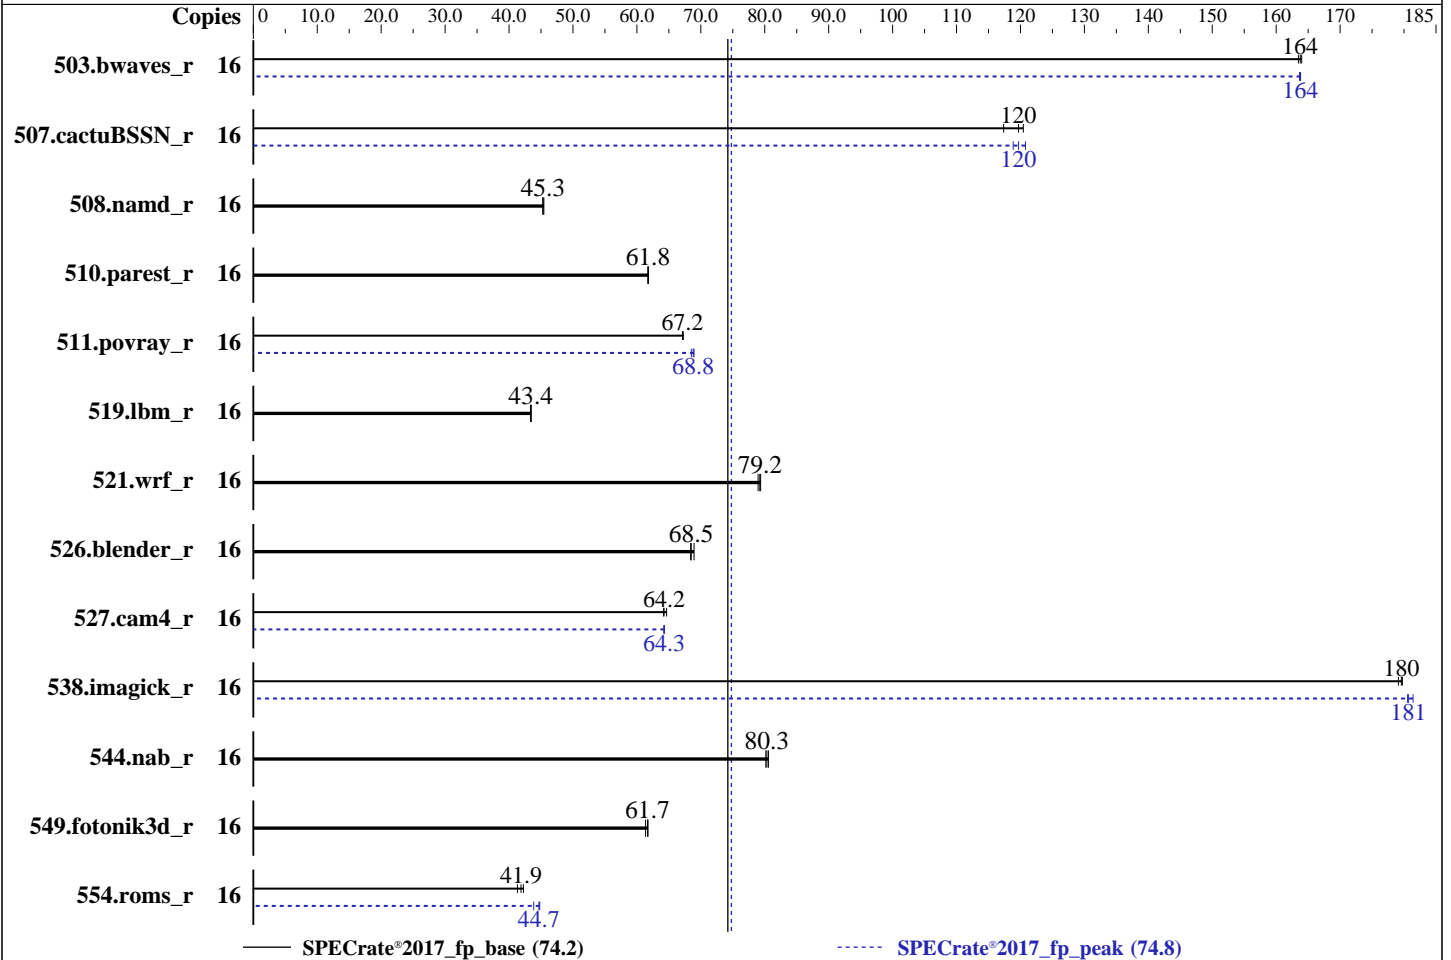 Copies 0 10.0 20.0 30.0 40.0 50.0 60.0 70.0 80.0 90.0 100 110 120 130 140 150 160 170 185
503.bwaves_r 16 164
164
507.cactuBSSN_r 16 120
120
508.namd_r 16 45.3
510.parest_r 16 61.8
511.povray_r 16 67.2
68.8
519.lbm_r 16 43.4
521.wrf_r 16 79.2
526.blender_r 16 68.5
527.cam4_r 16 64.2
64.3
538.imagick_r 16 180
181
544.nab_r 16 80.3
549.fotonik3d_r 16 61.7
554.roms_r 16 41.9
44.7
SPECrate®2017_fp_base (74.2) SPECrate®2017_fp_peak (74.8)